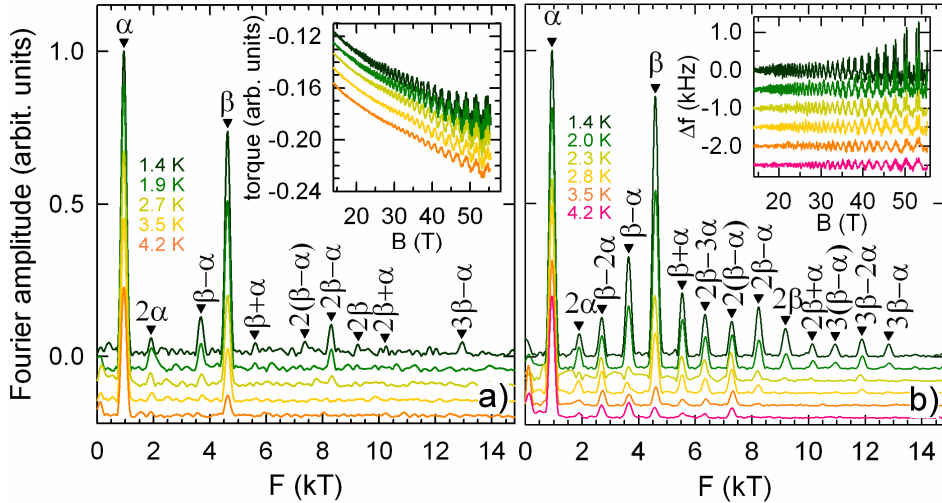 Fourier amplitude (arbit. units)
1.0
0.5
0.0
α
β
1.4 K
1.9 K
2.7 K
3.5 K
4.2 K
2α
β−α
β+α
2(β−α)
2β−α
2β
2β+α
3β−α
a)
0 2 4 6 8 10 12 14
F (kT)
torque (arb. units)
-0.12
-0.16
-0.20
-0.24
20 30 40 50
B (T)
α
β
1.4 K
2.0 K
2.3 K
2.8 K
3.5 K
4.2 K
2α
β−2α
β−α
β+α
2β−3α
2(β−α)
2β−α
2β
2β+α
3(β−α)
3β−2α
3β−α
b)
0 2 4 6 8 10 12 14
F (kT)
Δf (kHz)
1.0
0.0
-1.0
-2.0
20 30 40 50
B (T)